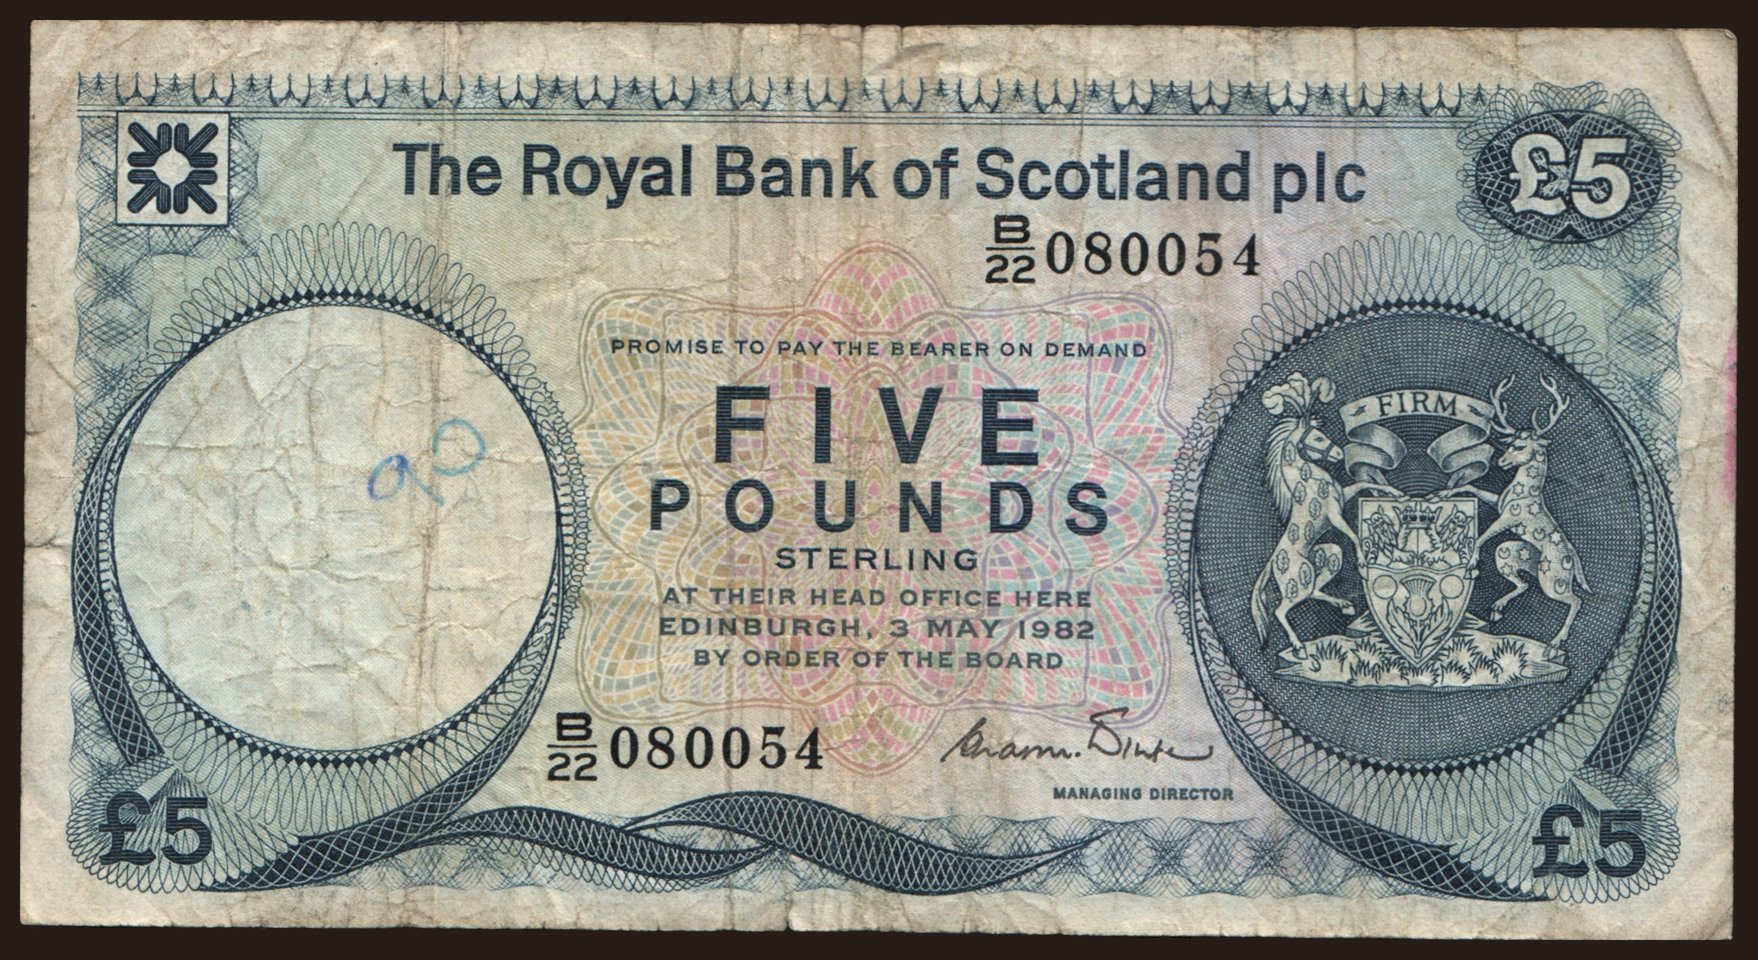 The Royal Bank of Scotland plc
£5
B/22 080054
PROMISE TO PAY THE BEARER ON DEMAND
FIVE
POUNDS
STERLING
AT THEIR HEAD OFFICE HERE
EDINBURGH, 3 MAY 1982
BY ORDER OF THE BOARD
FIRM
90
B/22 080054
MANAGING DIRECTOR
£5
£5